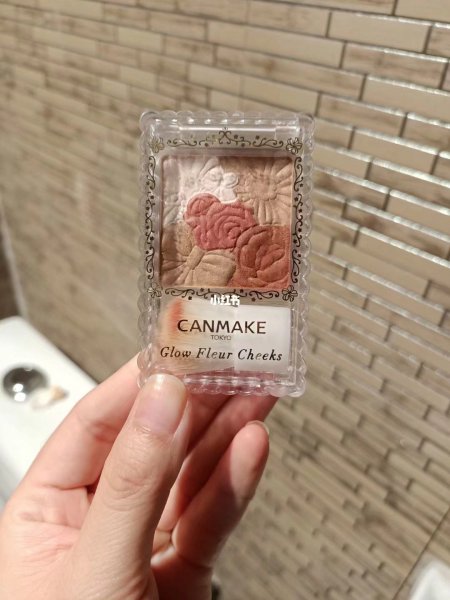 小红书
CANMAKE
TOKYO
Glow Fleur Cheeks